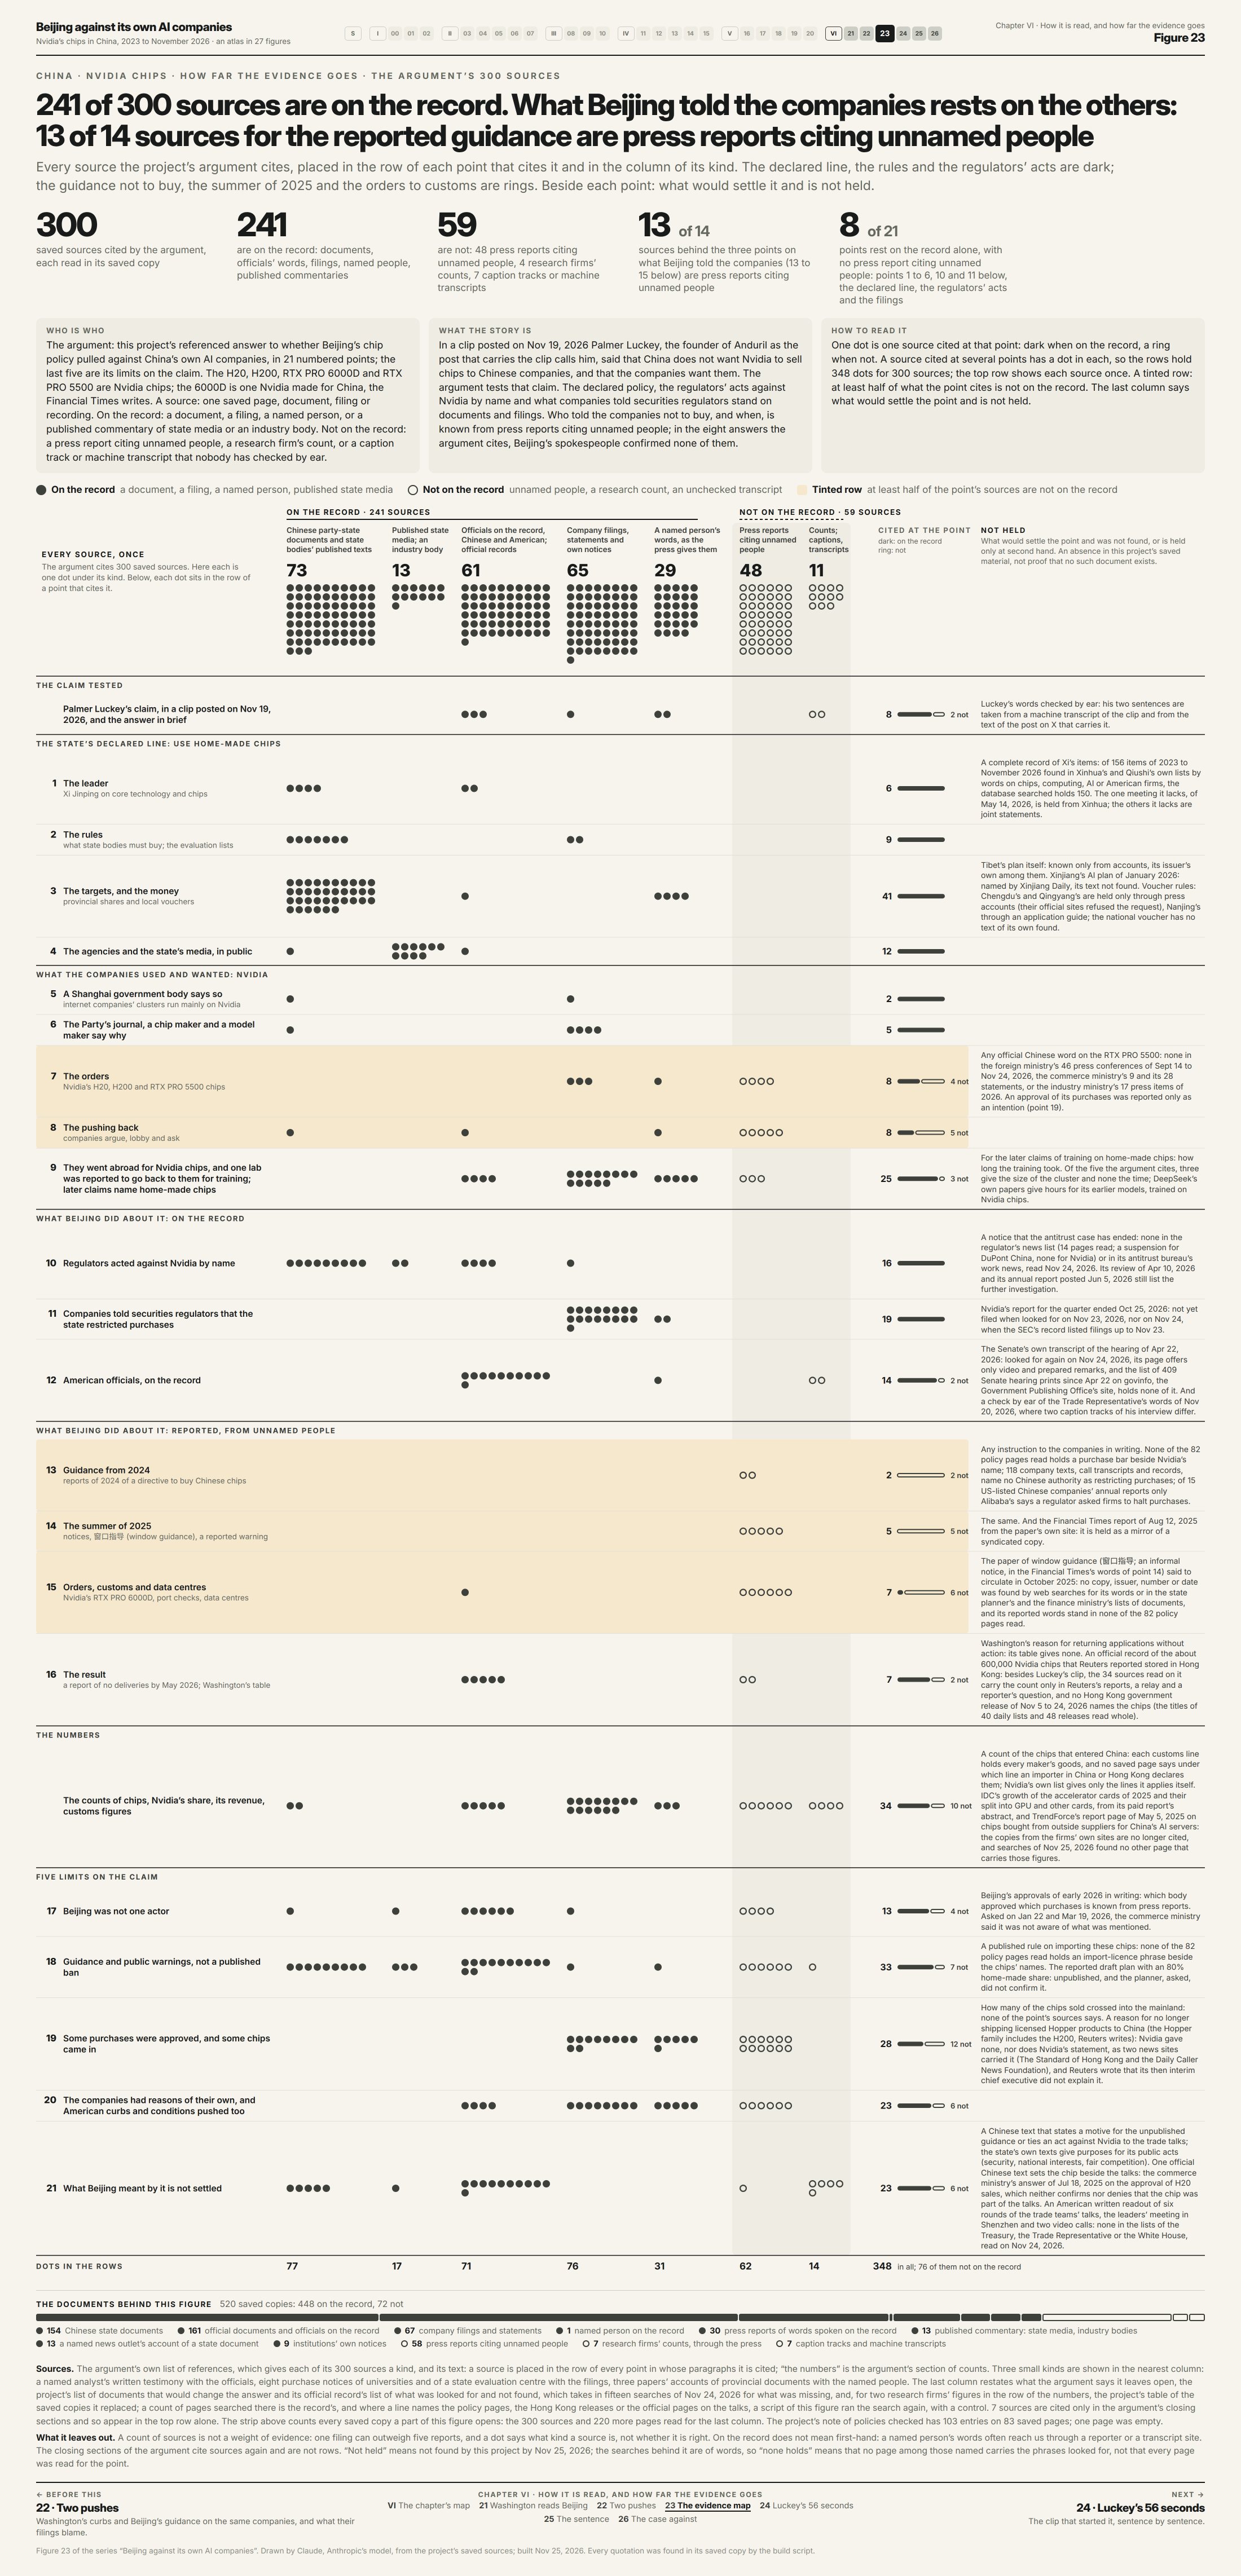 Beijing against its own AI companies
Nvidia's chips in China, 2023 to November 2026 · an atlas in 27 figures
S I 00 01 02 II 03 04 05 06 07 III 08 09 10 IV 11 12 13 14 15 V 16 17 18 19 20 VI 21 22 23 24 25 26
Chapter VI · How it is read, and how far the evidence goes
Figure 23
CHINA · NVIDIA CHIPS · HOW FAR THE EVIDENCE GOES · THE ARGUMENT'S 300 SOURCES
241 of 300 sources are on the record. What Beijing told the companies rests on the others:
13 of 14 sources for the reported guidance are press reports citing unnamed people
Every source the project's argument cites, placed in the row of each point that cites it and in the column of its kind. The declared line, the rules and the regulators' acts are dark;
the guidance not to buy, the summer of 2025 and the orders to customs are rings. Beside each point: what would settle it and is not held.
300
saved sources cited by the argument,
each read in its saved copy
241
are on the record: documents,
officials' words, filings, named people,
published commentaries
59
are not: 48 press reports citing
unnamed people, 4 research firms'
counts, 7 caption tracks or machine
transcripts
13 of 14
sources behind the three points on
what Beijing told the companies (13 to
15 below) are press reports citing
unnamed people
8 of 21
points rest on the record alone, with
no press report citing unnamed
people: points 1 to 6, 10 and 11 below,
the declared line, the regulators' acts
and the filings
WHO IS WHO
The argument: this project's referenced answer to whether Beijing's chip
policy pulled against China's own AI companies, in 21 numbered points; the
last five are its limits on the claim. The H20, H200, RTX PRO 6000D and RTX
PRO 5500 are Nvidia chips; the 6000D is one Nvidia made for China, the
Financial Times writes. A source: one saved page, document, filing or
recording. On the record: a document, a filing, a named person, or a
published commentary of state media or an industry body. Not on the record:
a press report citing unnamed people, a research firm's count, or a caption
track or machine transcript that nobody has checked by ear.
WHAT THE STORY IS
In a clip posted on Nov 19, 2026 Palmer Luckey, the founder of Anduril as the
post that carries the clip calls him, said that China does not want Nvidia to sell
chips to Chinese companies, and that the companies want them. The
argument tests that claim. The declared policy, the regulators' acts against
Nvidia by name and what companies told securities regulators stand on
documents and filings. Who told the companies not to buy, and when, is
known from press reports citing unnamed people; in the eight answers the
argument cites, Beijing's spokespeople confirmed none of them.
HOW TO READ IT
One dot is one source cited at that point: dark when on the record, a ring
when not. A source cited at several points has a dot in each, so the rows hold
348 dots for 300 sources; the top row shows each source once. A tinted row:
at least half of what the point cites is not on the record. The last column says
what would settle the point and is not held.
On the record a document, a filing, a named person, published state media
Not on the record unnamed people, a research count, an unchecked transcript
Tinted row at least half of the point's sources are not on the record
ON THE RECORD · 241 SOURCES
NOT ON THE RECORD · 59 SOURCES
EVERY SOURCE, ONCE
The argument cites 300 saved sources. Here each is
one dot under its kind. Below, each dot sits in the row of
a point that cites it.
Chinese party-state
documents and state
bodies' published texts
73
Published state
media; an
industry body
13
Officials on the record,
Chinese and American;
official records
61
Company filings,
statements and
own notices
65
A named person's
words, as the
press gives them
29
Press reports
citing unnamed
people
48
Counts;
captions,
transcripts
11
CITED AT THE POINT
dark: on the record
ring: not
NOT HELD
What would settle the point and was not found, or is held
only at second hand. An absence in this project's saved
material, not proof that no such document exists.
THE CLAIM TESTED
Palmer Luckey's claim, in a clip posted on Nov 19,
2026, and the answer in brief
8 2 not
Luckey's words checked by ear: his two sentences are
taken from a machine transcript of the clip and from the
text of the post on X that carries it.
THE STATE'S DECLARED LINE: USE HOME-MADE CHIPS
1 The leader
Xi Jinping on core technology and chips
6
A complete record of Xi's items: of 156 items of 2023 to
November 2026 found in Xinhua's and Qiushi's own lists by
words on chips, computing, AI or American firms, the
database searched holds 150. The one meeting it lacks, of
May 14, 2026, is held from Xinhua; the others it lacks are
joint statements.
2 The rules
what state bodies must buy; the evaluation lists
9
3 The targets, and the money
provincial shares and local vouchers
41
Tibet's plan itself: known only from accounts, its issuer's
own among them. Xinjiang's AI plan of January 2026:
named by Xinjiang Daily, its text not found. Voucher rules:
Chengdu's and Qingyang's are held only through press
accounts (their official sites refused the request), Nanjing's
through an application guide; the national voucher has no
text of its own found.
4 The agencies and the state's media, in public
12
WHAT THE COMPANIES USED AND WANTED: NVIDIA
5 A Shanghai government body says so
internet companies' clusters run mainly on Nvidia
2
6 The Party's journal, a chip maker and a model
maker say why
5
7 The orders
Nvidia's H20, H200 and RTX PRO 5500 chips
8 4 not
Any official Chinese word on the RTX PRO 5500: none in
the foreign ministry's 46 press conferences of Sept 14 to
Nov 24, 2026, the commerce ministry's 9 and its 28
statements, or the industry ministry's 17 press items of
2026. An approval of its purchases was reported only as
an intention (point 19).
8 The pushing back
companies argue, lobby and ask
8 5 not
9 They went abroad for Nvidia chips, and one lab
was reported to go back to them for training;
later claims name home-made chips
25 3 not
For the later claims of training on home-made chips: how
long the training took. Of the five the argument cites, three
give the size of the cluster and none the time; DeepSeek's
own papers give hours for its earlier models, trained on
Nvidia chips.
WHAT BEIJING DID ABOUT IT: ON THE RECORD
10 Regulators acted against Nvidia by name
16
A notice that the antitrust case has ended: none in the
regulator's news list (14 pages read; a suspension for
DuPont China, none for Nvidia) or in its antitrust bureau's
work news, read Nov 24, 2026. Its review of Apr 10, 2026
and its annual report posted Jun 5, 2026 still list the
further investigation.
11 Companies told securities regulators that the
state restricted purchases
19
Nvidia's report for the quarter ended Oct 25, 2026: not yet
filed when looked for on Nov 23, 2026, nor on Nov 24,
when the SEC's record listed filings up to Nov 23.
12 American officials, on the record
14 2 not
The Senate's own transcript of the hearing of Apr 22,
2026: looked for again on Nov 24, 2026, its page offers
only video and prepared remarks, and the list of 409
Senate hearing prints since Apr 22 on govinfo, the
Government Publishing Office's site, holds none of it. And
a check by ear of the Trade Representative's words of Nov
20, 2026, where two caption tracks of his interview differ.
WHAT BEIJING DID ABOUT IT: REPORTED, FROM UNNAMED PEOPLE
13 Guidance from 2024
reports of 2024 of a directive to buy Chinese chips
2 2 not
Any instruction to the companies in writing. None of the 82
policy pages read holds a purchase bar beside Nvidia's
name; 118 company texts, call transcripts and records,
name no Chinese authority as restricting purchases; of 15
US-listed Chinese companies' annual reports only
Alibaba's says a regulator asked firms to halt purchases.
14 The summer of 2025
notices, 窗口指导 (window guidance), a reported warning
5 5 not
The same. And the Financial Times report of Aug 12, 2025
from the paper's own site: it is held as a mirror of a
syndicated copy.
15 Orders, customs and data centres
Nvidia's RTX PRO 6000D, port checks, data centres
7 6 not
The paper of window guidance (窗口指导; an informal
notice, in the Financial Times's words of point 14) said to
circulate in October 2025: no copy, issuer, number or date
was found by web searches for its words or in the state
planner's and the finance ministry's lists of documents,
and its reported words stand in none of the 82 policy
pages read.
16 The result
a report of no deliveries by May 2026; Washington's table
7 2 not
Washington's reason for returning applications without
action: its table gives none. An official record of the about
600,000 Nvidia chips that Reuters reported stored in Hong
Kong: besides Luckey's clip, the 34 sources read on it
carry the count only in Reuters's reports, a relay and a
reporter's question, and no Hong Kong government
release of Nov 5 to 24, 2026 names the chips (the titles of
40 daily lists and 48 releases read whole).
THE NUMBERS
The counts of chips, Nvidia's share, its revenue,
customs figures
34 10 not
A count of the chips that entered China: each customs line
holds every maker's goods, and no saved page says under
which line an importer in China or Hong Kong declares
them; Nvidia's own list gives only the lines it applies itself.
IDC's growth of the accelerator cards of 2025 and their
split into GPU and other cards, from its paid report's
abstract, and TrendForce's report page of May 5, 2025 on
chips bought from outside suppliers for China's AI servers:
the copies from the firms' own sites are no longer cited,
and searches of Nov 25, 2026 found no other page that
carries those figures.
FIVE LIMITS ON THE CLAIM
17 Beijing was not one actor
13 4 not
Beijing's approvals of early 2026 in writing: which body
approved which purchases is known from press reports.
Asked on Jan 22 and Mar 19, 2026, the commerce ministry
said it was not aware of what was mentioned.
18 Guidance and public warnings, not a published
ban
33 7 not
A published rule on importing these chips: none of the 82
policy pages read holds an import-licence phrase beside
the chips' names. The reported draft plan with an 80%
home-made share: unpublished, and the planner, asked,
did not confirm it.
19 Some purchases were approved, and some chips
came in
28 12 not
How many of the chips sold crossed into the mainland:
none of the point's sources says. A reason for no longer
shipping licensed Hopper products to China (the Hopper
family includes the H200, Reuters writes): Nvidia gave
none, nor does Nvidia's statement, as two news sites
carried it (The Standard of Hong Kong and the Daily Caller
News Foundation), and Reuters wrote that its then interim
chief executive did not explain it.
20 The companies had reasons of their own, and
American curbs and conditions pushed too
23 6 not
21 What Beijing meant by it is not settled
23 6 not
A Chinese text that states a motive for the unpublished
guidance or ties an act against Nvidia to the trade talks;
the state's own texts give purposes for its public acts
(security, national interests, fair competition). One official
Chinese text sets the chip beside the talks: the commerce
ministry's answer of Jul 18, 2025 on the approval of H20
sales, which neither confirms nor denies that the chip was
part of the talks. An American written readout of six
rounds of the trade teams' talks, the leaders' meeting in
Shenzhen and two video calls: none in the lists of the
Treasury, the Trade Representative or the White House,
read on Nov 24, 2026.
DOTS IN THE ROWS 77 17 71 76 31 62 14 348 in all; 76 of them not on the record
THE DOCUMENTS BEHIND THIS FIGURE 520 saved copies: 448 on the record, 72 not
154 Chinese state documents 161 official documents and officials on the record 67 company filings and statements 1 named person on the record 30 press reports of words spoken on the record 13 published commentary: state media, industry bodies
13 a named news outlet's account of a state document 9 institutions' own notices 58 press reports citing unnamed people 7 research firms' counts, through the press 7 caption tracks and machine transcripts
Sources. The argument's own list of references, which gives each of its 300 sources a kind, and its text: a source is placed in the row of every point in whose paragraphs it is cited; "the numbers" is the argument's section of counts. Three small kinds are shown in the nearest column:
a named analyst's written testimony with the officials, eight purchase notices of universities and of a state evaluation centre with the filings, three papers' accounts of provincial documents with the named people. The last column restates what the argument says it leaves open, the
project's list of documents that would change the answer and its official record's list of what was looked for and not found, which takes in fifteen searches of Nov 24, 2026 for what was missing, and, for two research firms' figures in the row of the numbers, the project's table of the
saved copies it replaced; a count of pages searched there is the record's, and where a line names the policy pages, the Hong Kong releases or the official pages on the talks, a script of this figure ran the search again, with a control. 7 sources are cited only in the argument's closing
sections and so appear in the top row alone. The strip above counts every saved copy a part of this figure opens: the 300 sources and 220 more pages read for the last column. The project's note of policies checked has 103 entries on 83 saved pages; one page was empty.
What it leaves out. A count of sources is not a weight of evidence: one filing can outweigh five reports, and a dot says what kind a source is, not whether it is right. On the record does not mean first-hand: a named person's words often reach us through a reporter or a transcript site.
The closing sections of the argument cite sources again and are not rows. "Not held" means not found by this project by Nov 25, 2026; the searches behind it are of words, so "none holds" means that no page among those named carries the phrases looked for, not that every page
was read for the point.
← BEFORE THIS
22 · Two pushes
Washington's curbs and Beijing's guidance on the same companies, and what their
filings blame.
CHAPTER VI · HOW IT IS READ, AND HOW FAR THE EVIDENCE GOES
VI The chapter's map 21 Washington reads Beijing 22 Two pushes 23 The evidence map 24 Luckey's 56 seconds
25 The sentence 26 The case against
NEXT →
24 · Luckey's 56 seconds
The clip that started it, sentence by sentence.
Figure 23 of the series "Beijing against its own AI companies". Drawn by Claude, Anthropic's model, from the project's saved sources; built Nov 25, 2026. Every quotation was found in its saved copy by the build script.